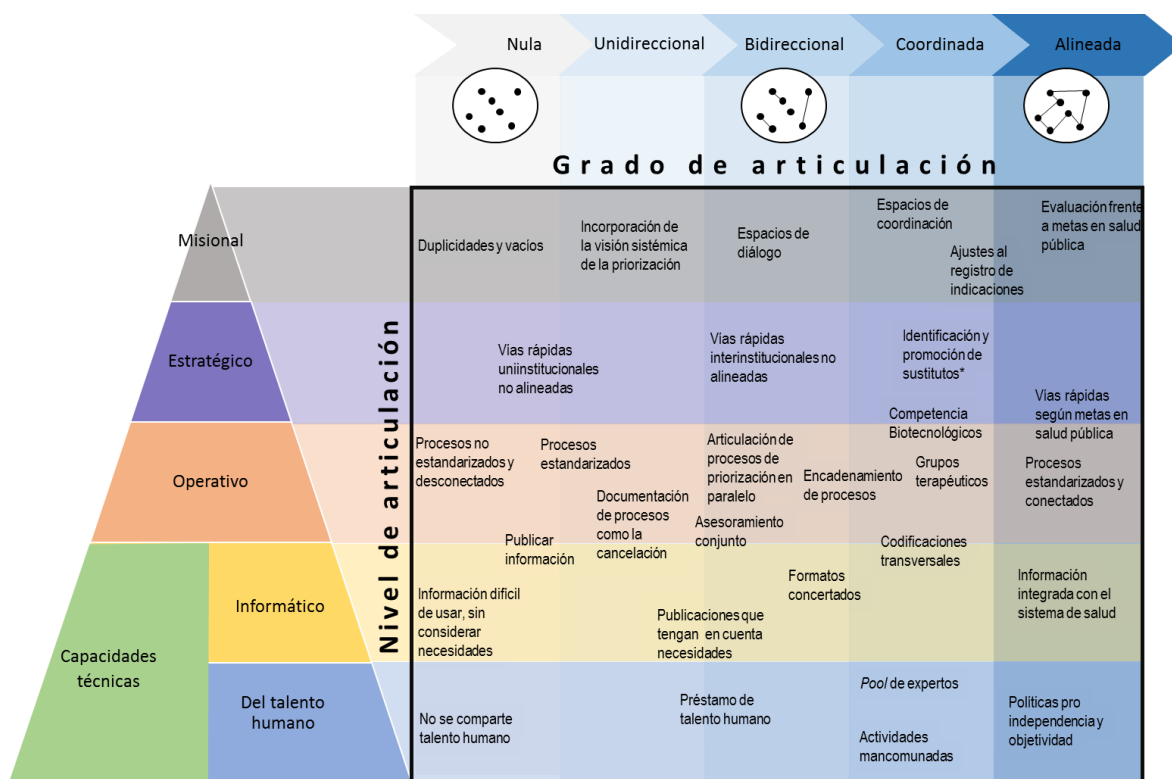 Nula
Unidireccional
Bidireccional
Coordinada
Alineada
Grado de articulación
Nivel de articulación
Misional
Duplicidades y vacíos
Incorporación de
la visión sistémica
de la priorización
Espacios de
diálogo
Espacios de
coordinación
Ajustes al
registro de
indicaciones
Evaluación frente
a metas en salud
pública
Estratégico
Vías rápidas
uniinstitucionales
no alineadas
Vías rápidas
interinstitucionales no
alineadas
Identificación y
promoción de
sustitutos*
Competencia
Biotecnológicos
Vías rápidas
según metas en
salud pública
Operativo
Procesos no
estandarizados y
desconectados
Procesos
estandarizados
Documentación
de procesos
como la
cancelación
Publicar
información
Articulación de
procesos de
priorización en
paralelo
Asesoramiento
conjunto
Encadenamiento
de procesos
Grupos
terapéuticos
Procesos
estandarizados y
conectados
Codificaciones
transversales
Capacidades
técnicas
Informático
Información difícil
de usar, sin
considerar
necesidades
Publicaciones que
tengan en cuenta
necesidades
Formatos
concertados
Información
integrada con el
sistema de salud
Del talento
humano
No se comparte
talento humano
Préstamo de
talento humano
Pool de expertos
Actividades
mancomunadas
Políticas pro
independencia y
objetividad